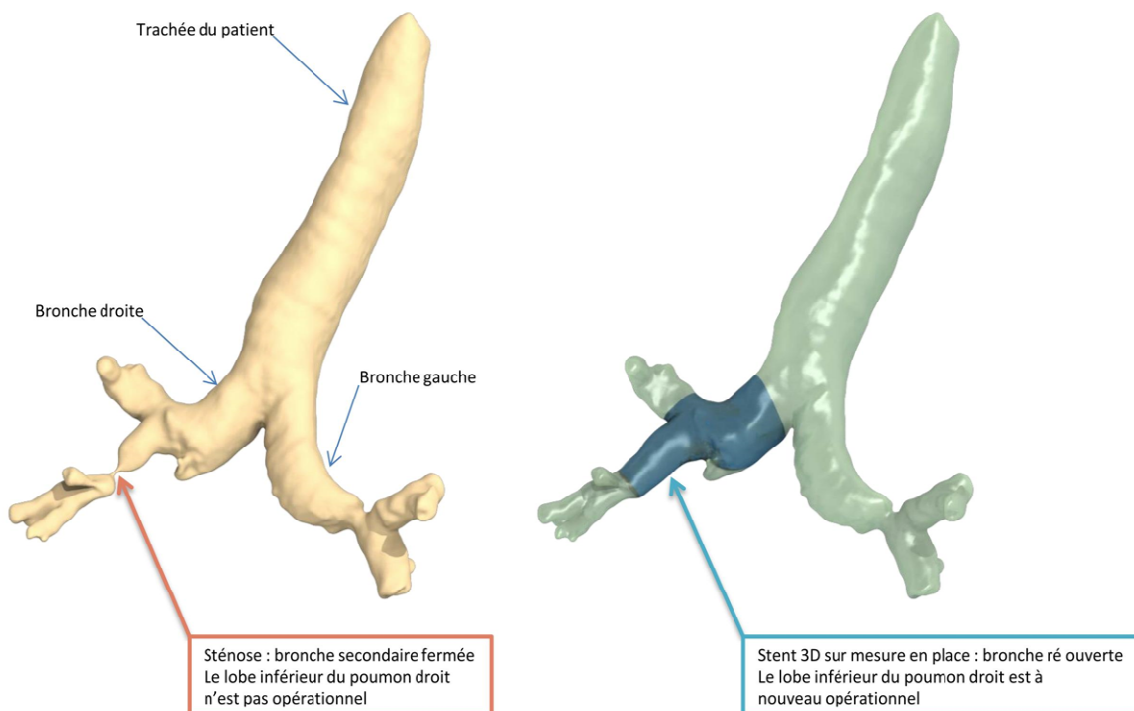 Trachée du patient
Bronche droite
Bronche gauche
Sténose : bronche secondaire fermée
Le lobe inférieur du poumon droit
n’est pas opérationnel
Stent 3D sur mesure en place : bronche ré ouverte
Le lobe inférieur du poumon droit est à
nouveau opérationnel